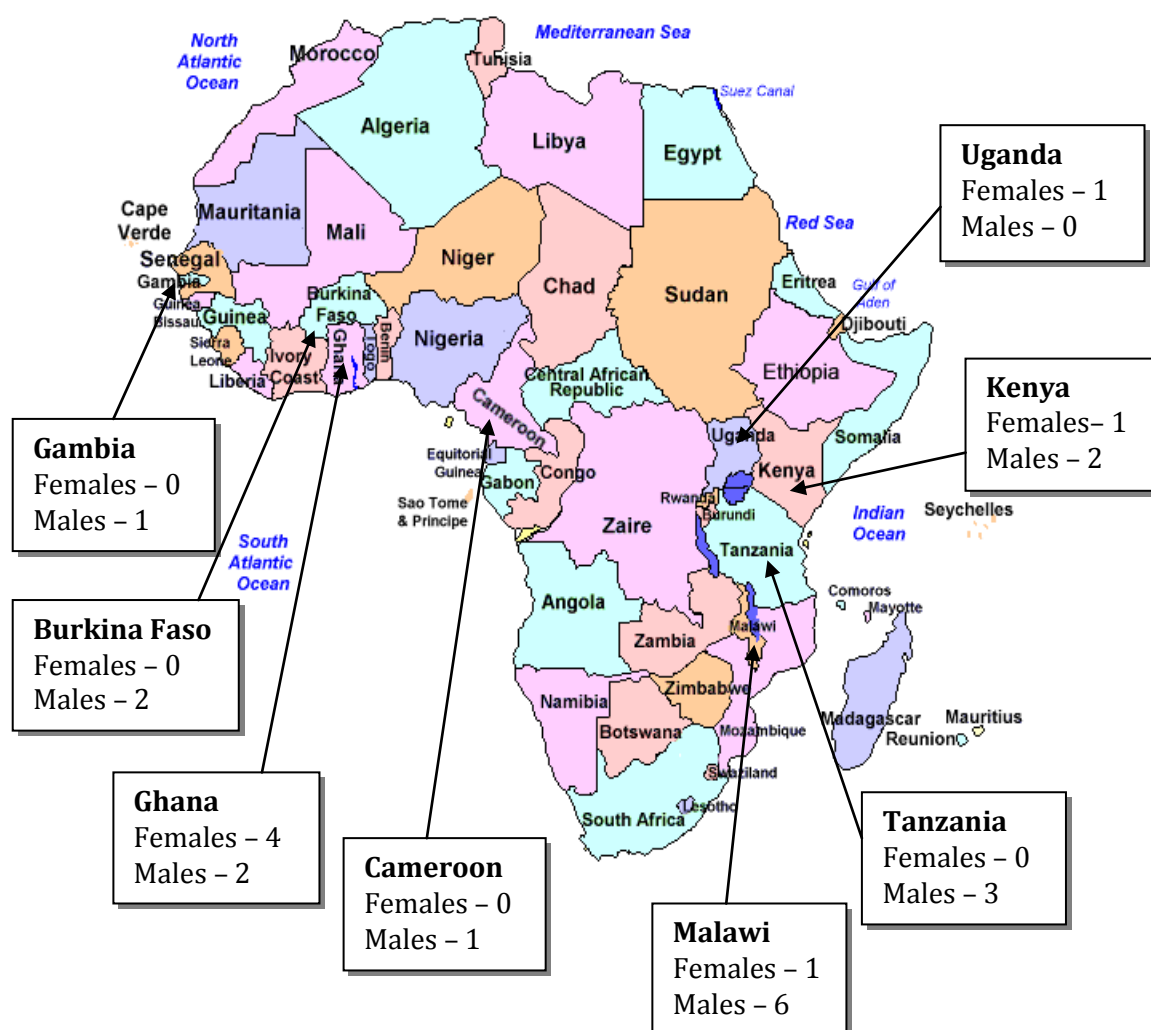 North
Atlantic
Ocean
Mediterranean Sea
Morocco
Tunisia
Suez Canal
Algeria
Libya
Egypt
Uganda
Females – 1
Males – 0
Cape
Verde
Mauritania
Mali
Niger
Chad
Sudan
Red Sea
Eritrea
Gulf of
Aden
Djibouti
Senegal
Gambia
Guinea
Bissau
Guinea
Burkina
Faso
Sierra
Leone
Liberia
Ivory
Coast
Ghana
Togo
Benin
Nigeria
Cameroon
Central African
Republic
Ethiopia
Somalia
Kenya
Females– 1
Males – 2
Uganda
Kenya
Equitorial
Guinea
Gabon
Congo
Sao Tome
& Principe
Zaire
Rwanda
Burundi
Tanzania
Indian
Ocean
Seychelles
Gambia
Females – 0
Males – 1
South
Atlantic
Ocean
Angola
Zambia
Malawi
Comoros
Mayotte
Burkina Faso
Females – 0
Males – 2
Namibia
Zimbabwe
Botswana
Mozambique
Madagascar
Mauritius
Reunion
Swaziland
Lesotho
South Africa
Ghana
Females – 4
Males – 2
Cameroon
Females – 0
Males – 1
Malawi
Females – 1
Males – 6
Tanzania
Females – 0
Males – 3